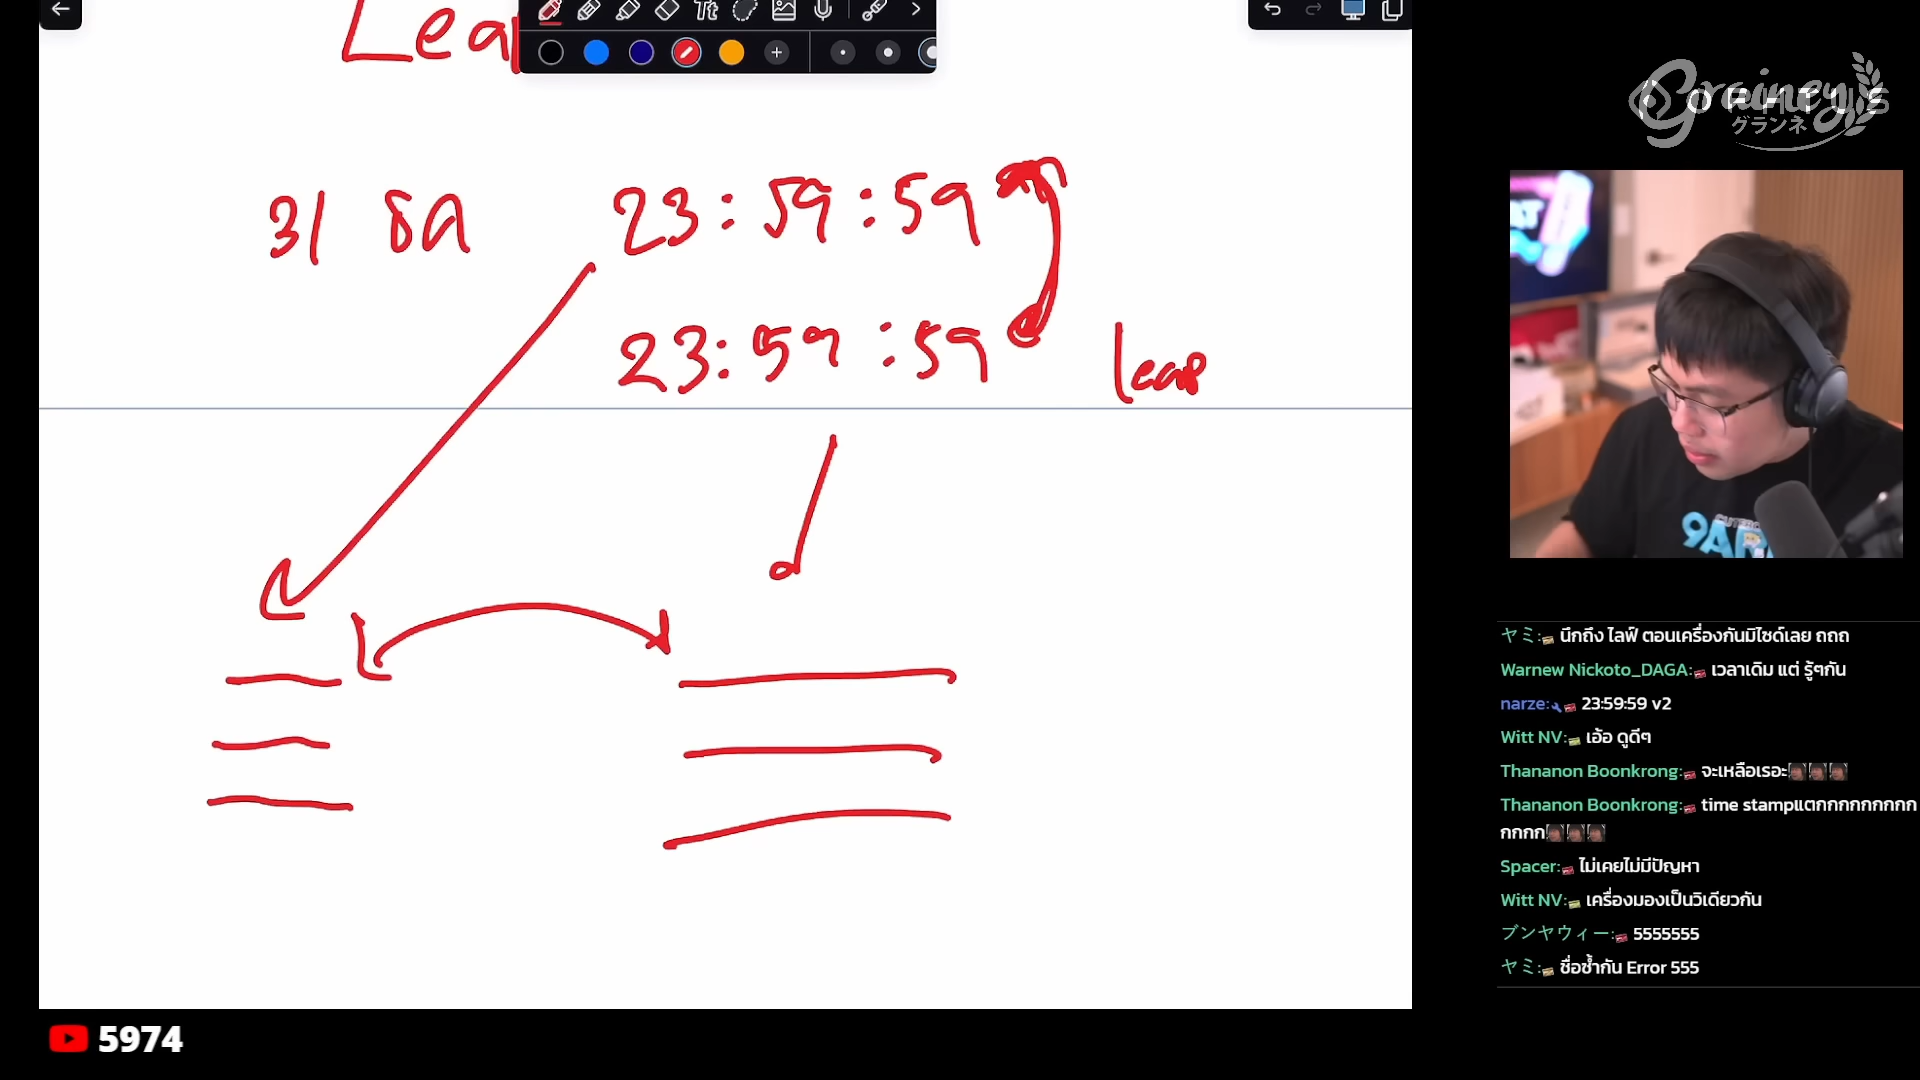 Lea
31 ธค 23:59:59
23:59:59 leap
Tt
grainey
グランネ
OPHTUS
9AR
ヤミ: นึกถึง ไลฟ์ ตอนเครื่องกันมิไซด์เลย ถถถ
Warnew Nickoto_DAGA: เวลาเดิม แต่ รู้ๆกัน
narze: 23:59:59 v2
Witt NV: เอ้อ ดูดีๆ
Thananon Boonkrong: จะเหลือเรอะ
Thananon Boonkrong: time stampแตกกกกกกกกก
กกกก
Spacer: ไม่เคยไม่มีปัญหา
Witt NV: เครื่องมองเป็นวิเดียวกัน
ブンヤウィー: 5555555
ヤミ: ชื่อซ้ำกัน Error 555
5974